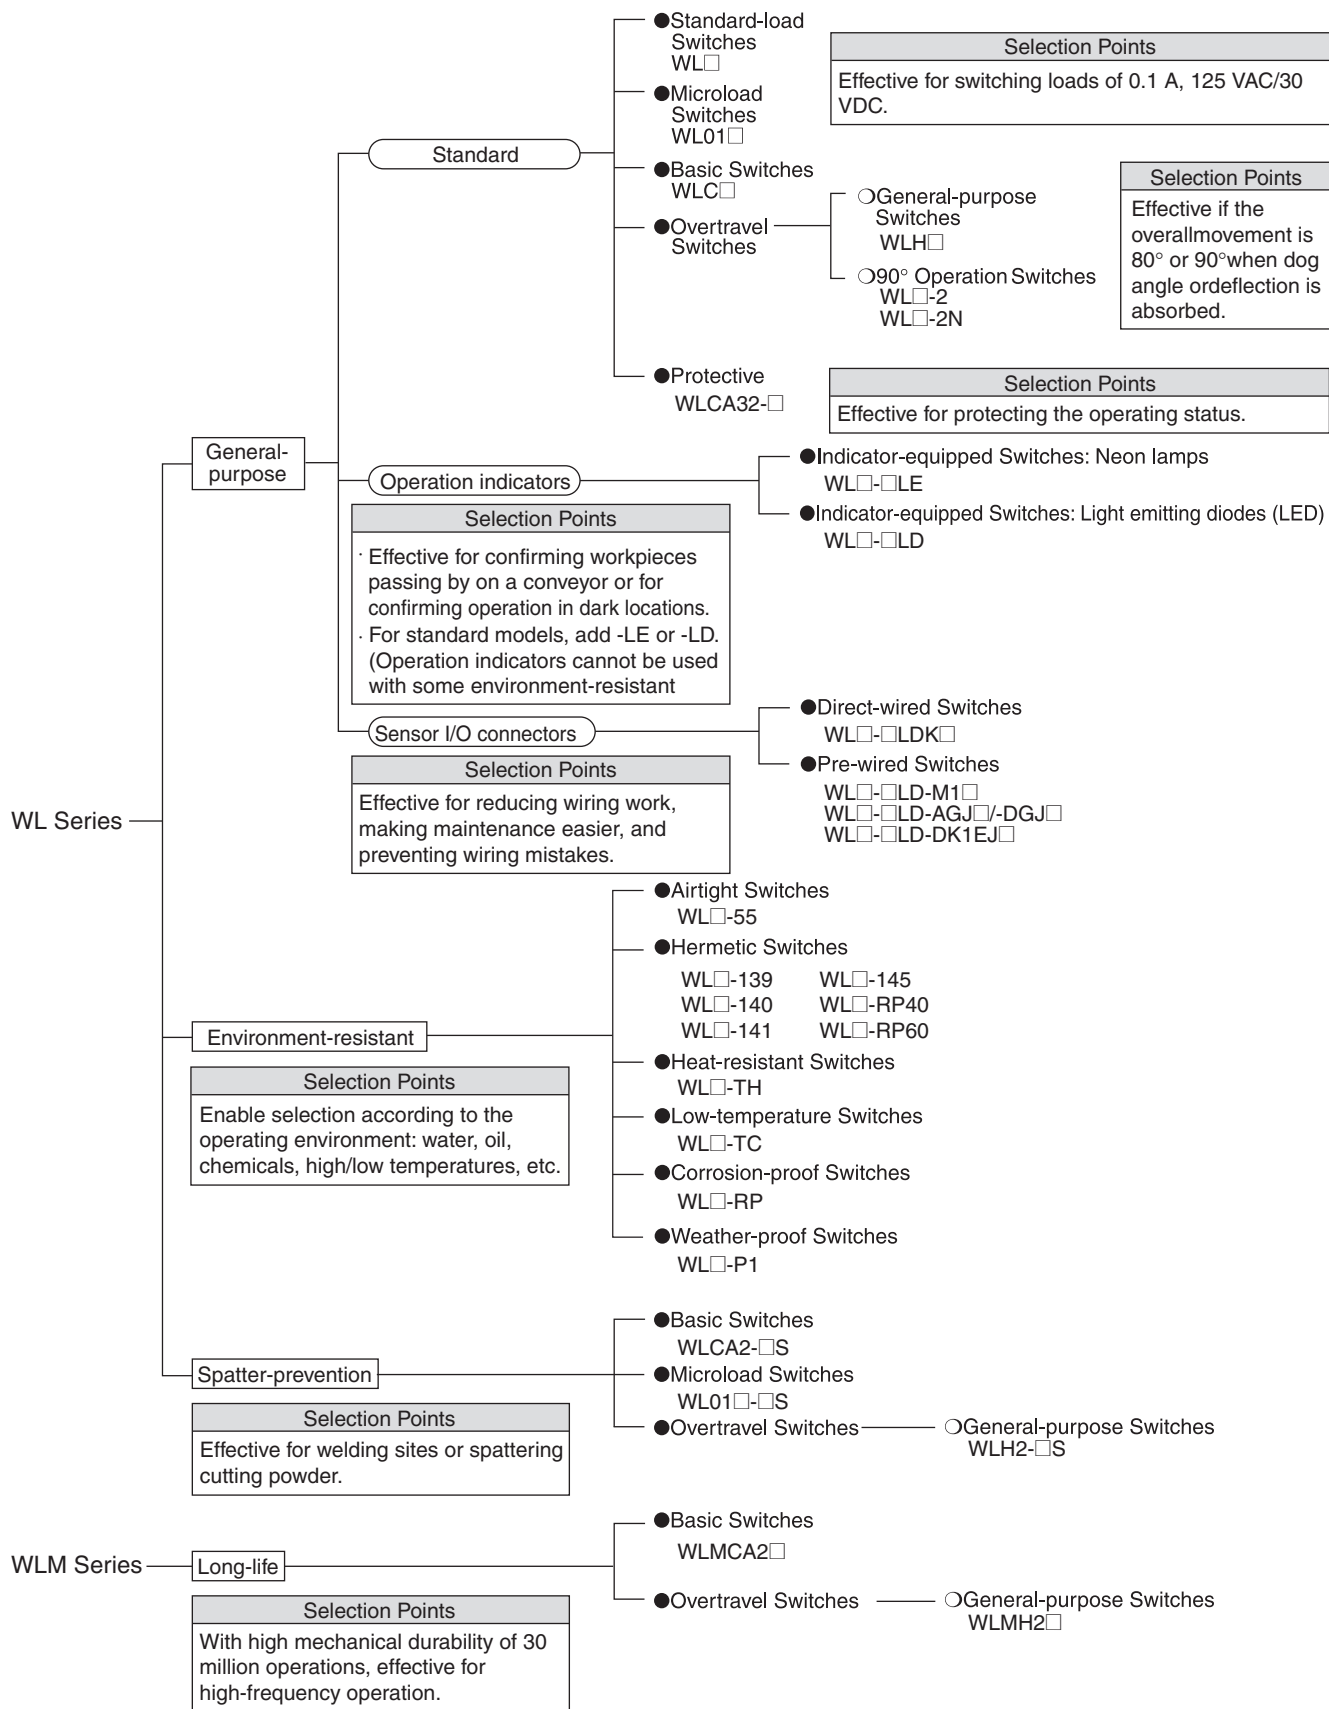 ●Standard-load
Switches
WL□
Selection Points
Effective for switching loads of 0.1 A, 125 VAC/30
VDC.
●Microload
Switches
WL01□
Standard
●Basic Switches
WLC□
●Overtravel
Switches
❍General-purpose
Switches
WLH□
❍90° Operation Switches
WL□-2
WL□-2N
Selection Points
Effective if the
overallmovement is
80° or 90°when dog
angle ordeflection is
absorbed.
●Protective
WLCA32-□
Selection Points
Effective for protecting the operating status.
General-
purpose
Operation indicators
●Indicator-equipped Switches: Neon lamps
WL□-□LE
●Indicator-equipped Switches: Light emitting diodes (LED)
WL□-□LD
Selection Points
· Effective for confirming workpieces
passing by on a conveyor or for
confirming operation in dark locations.
· For standard models, add -LE or -LD.
(Operation indicators cannot be used
with some environment-resistant
Sensor I/O connectors
●Direct-wired Switches
WL□-□LDK□
●Pre-wired Switches
WL□-□LD-M1□
WL□-□LD-AGJ□/-DGJ□
WL□-□LD-DK1EJ□
Selection Points
Effective for reducing wiring work,
making maintenance easier, and
preventing wiring mistakes.
WL Series
●Airtight Switches
WL□-55
●Hermetic Switches
WL□-139 WL□-145
WL□-140 WL□-RP40
WL□-141 WL□-RP60
Environment-resistant
●Heat-resistant Switches
WL□-TH
●Low-temperature Switches
WL□-TC
●Corrosion-proof Switches
WL□-RP
●Weather-proof Switches
WL□-P1
Selection Points
Enable selection according to the
operating environment: water, oil,
chemicals, high/low temperatures, etc.
●Basic Switches
WLCA2-□S
Spatter-prevention
●Microload Switches
WL01□-□S
●Overtravel Switches
❍General-purpose Switches
WLH2-□S
Selection Points
Effective for welding sites or spattering
cutting powder.
●Basic Switches
WLMCA2□
WLM Series
Long-life
●Overtravel Switches
❍General-purpose Switches
WLMH2□
Selection Points
With high mechanical durability of 30
million operations, effective for
high-frequency operation.